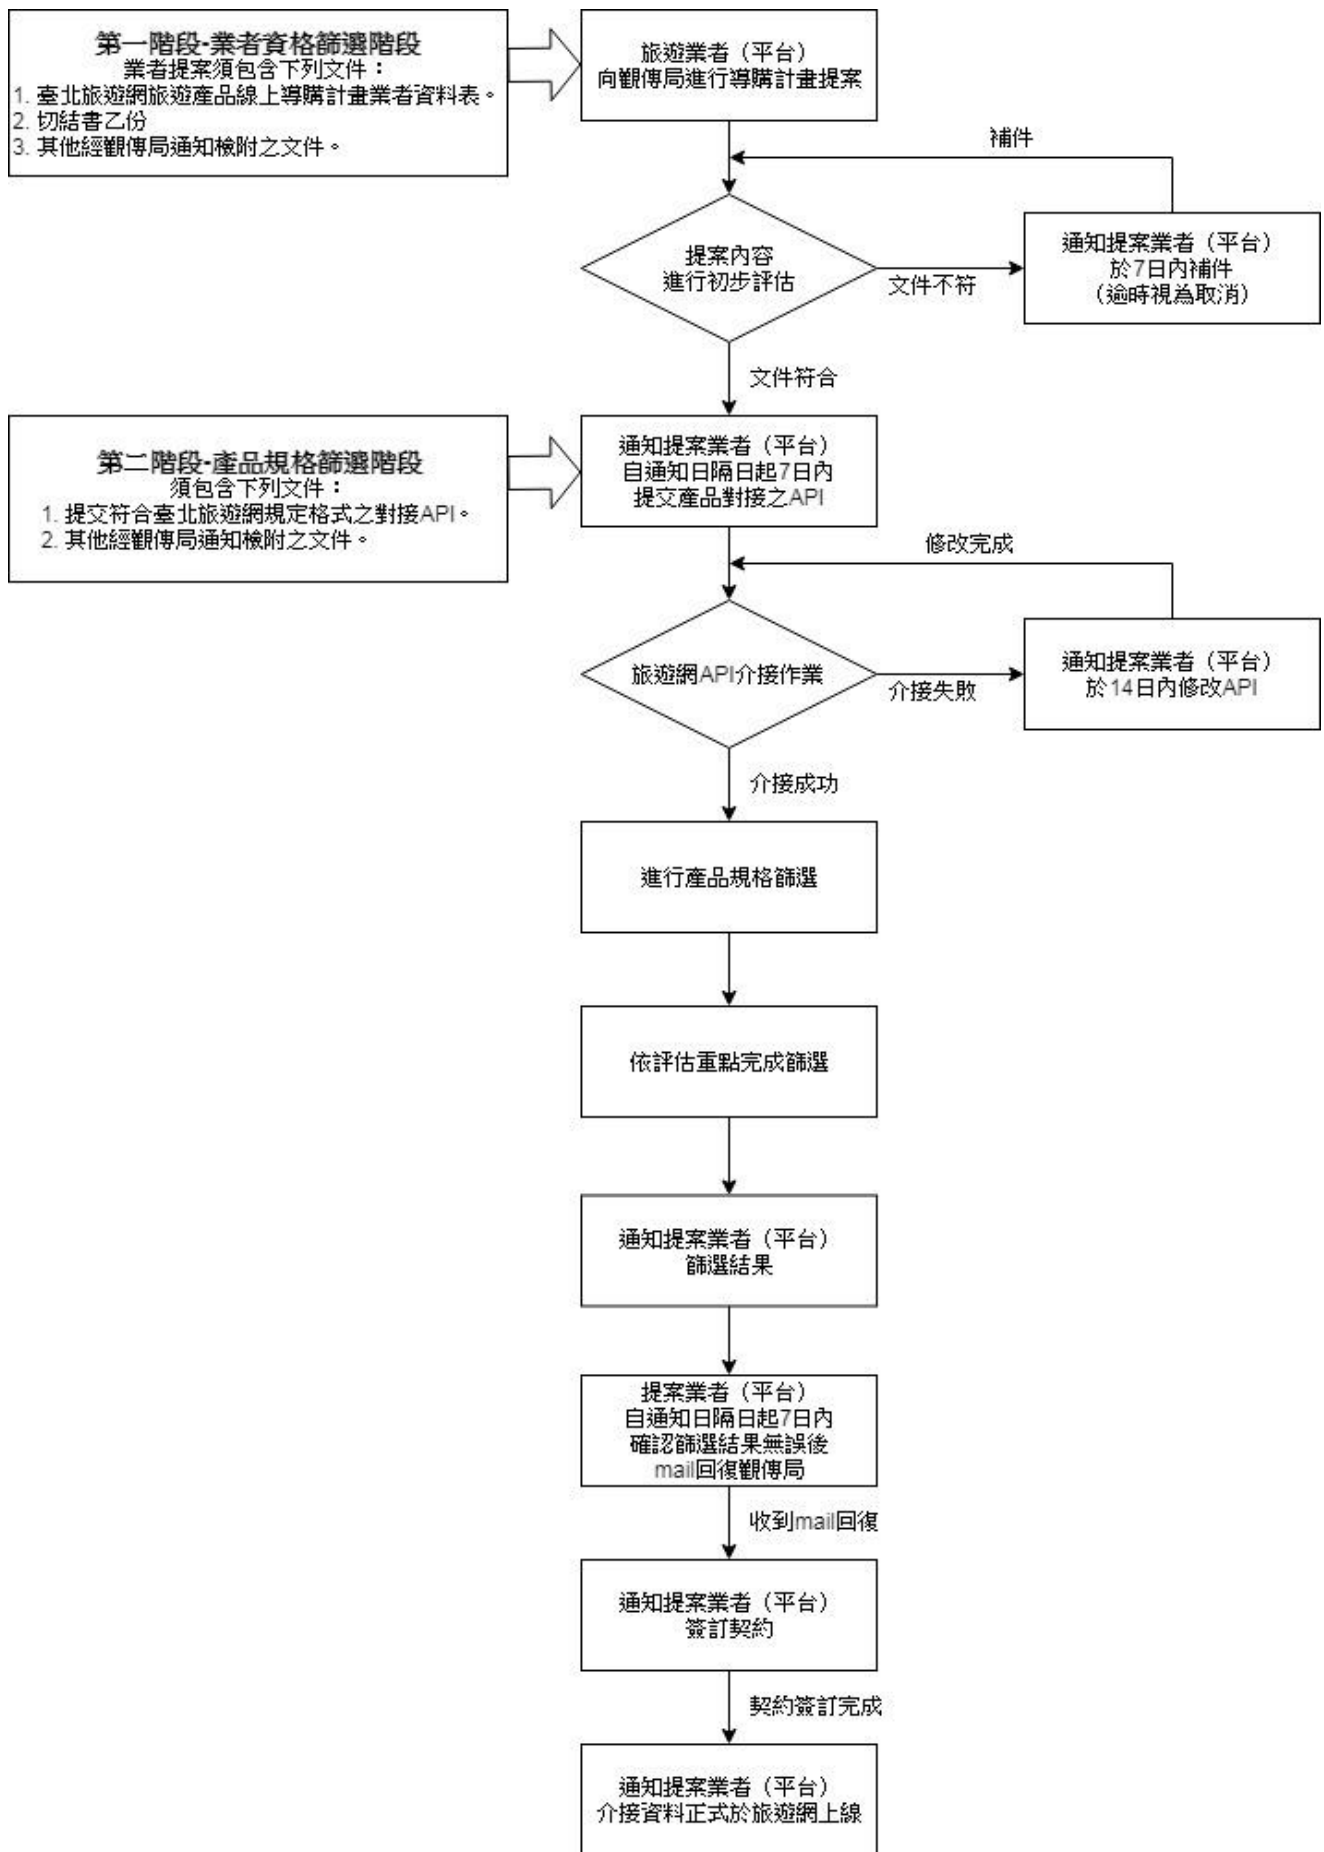 第一階段-業者資格篩選階段
業者提案須包含下列文件：
1. 臺北旅遊網旅遊產品線上導購計畫業者資料表。
2. 切結書乙份
3. 其他經觀傳局通知檢附之文件。
旅遊業者（平台）
向觀傳局進行導購計畫提案
補件
提案內容
進行初步評估
文件不符
通知提案業者（平台）
於7日內補件
（逾時視為取消）
文件符合
第二階段-產品規格篩選階段
須包含下列文件：
1. 提交符合臺北旅遊網規定格式之對接API。
2. 其他經觀傳局通知檢附之文件。
通知提案業者（平台）
自通知日隔日起7日內
提交產品對接之API
修改完成
旅遊網API介接作業
介接失敗
通知提案業者（平台）
於14日內修改API
介接成功
進行產品規格篩選
依評估重點完成篩選
通知提案業者（平台）
篩選結果
提案業者（平台）
自通知日隔日起7日內
確認篩選結果無誤後
mail回復觀傳局
收到mail回復
通知提案業者（平台）
簽訂契約
契約簽訂完成
通知提案業者（平台）
介接資料正式於旅遊網上線